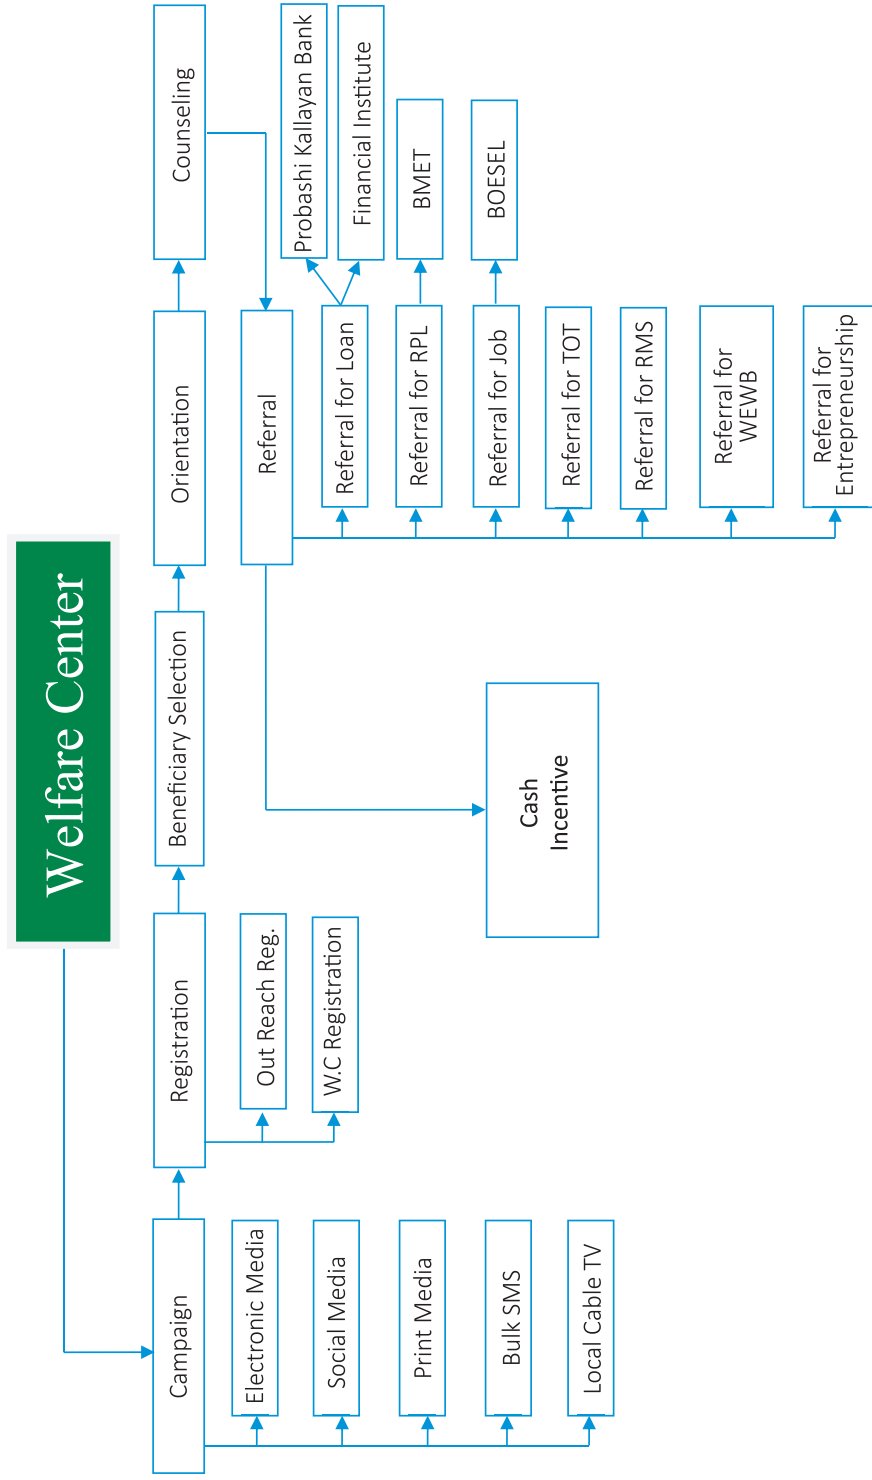 Welfare Center
Campaign
Registration
Beneficiary Selection
Orientation
Counseling
Electronic Media
Social Media
Print Media
Bulk SMS
Local Cable TV
Out Reach Reg.
W.C Registration
Cash
Incentive
Referral
Referral for Loan
Referral for RPL
Referral for Job
Referral for TOT
Referral for RMS
Referral for
WEWB
Referral for
Entrepreneurship
Probashi Kallayan Bank
Financial Institute
BMET
BOESEL